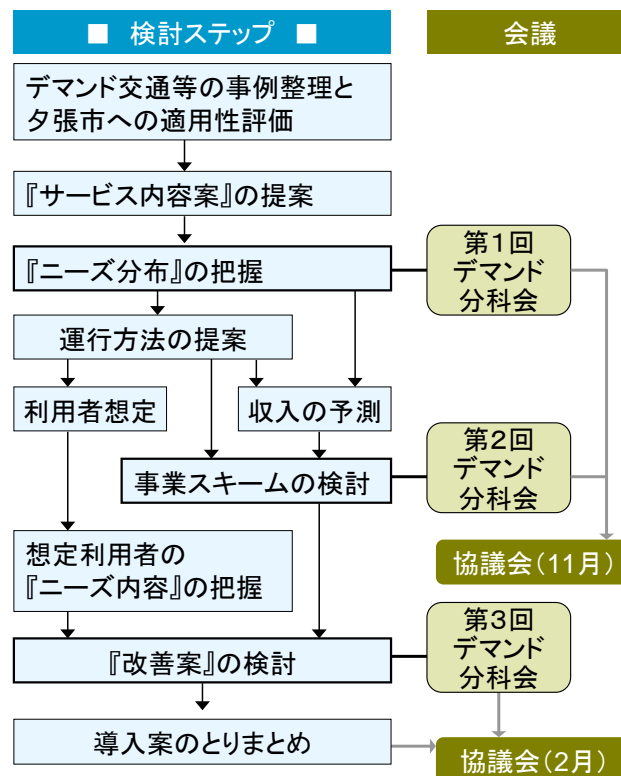 ■ 検討ステップ ■
会議
デマンド交通等の事例整理と
夕張市への適用性評価
『サービス内容案』の提案
『ニーズ分布』の把握
第1回
デマンド
分科会
運行方法の提案
利用者想定
収入の予測
事業スキームの検討
第2回
デマンド
分科会
想定利用者の
『ニーズ内容』の把握
協議会(11月)
『改善案』の検討
第3回
デマンド
分科会
導入案のとりまとめ
協議会(2月)